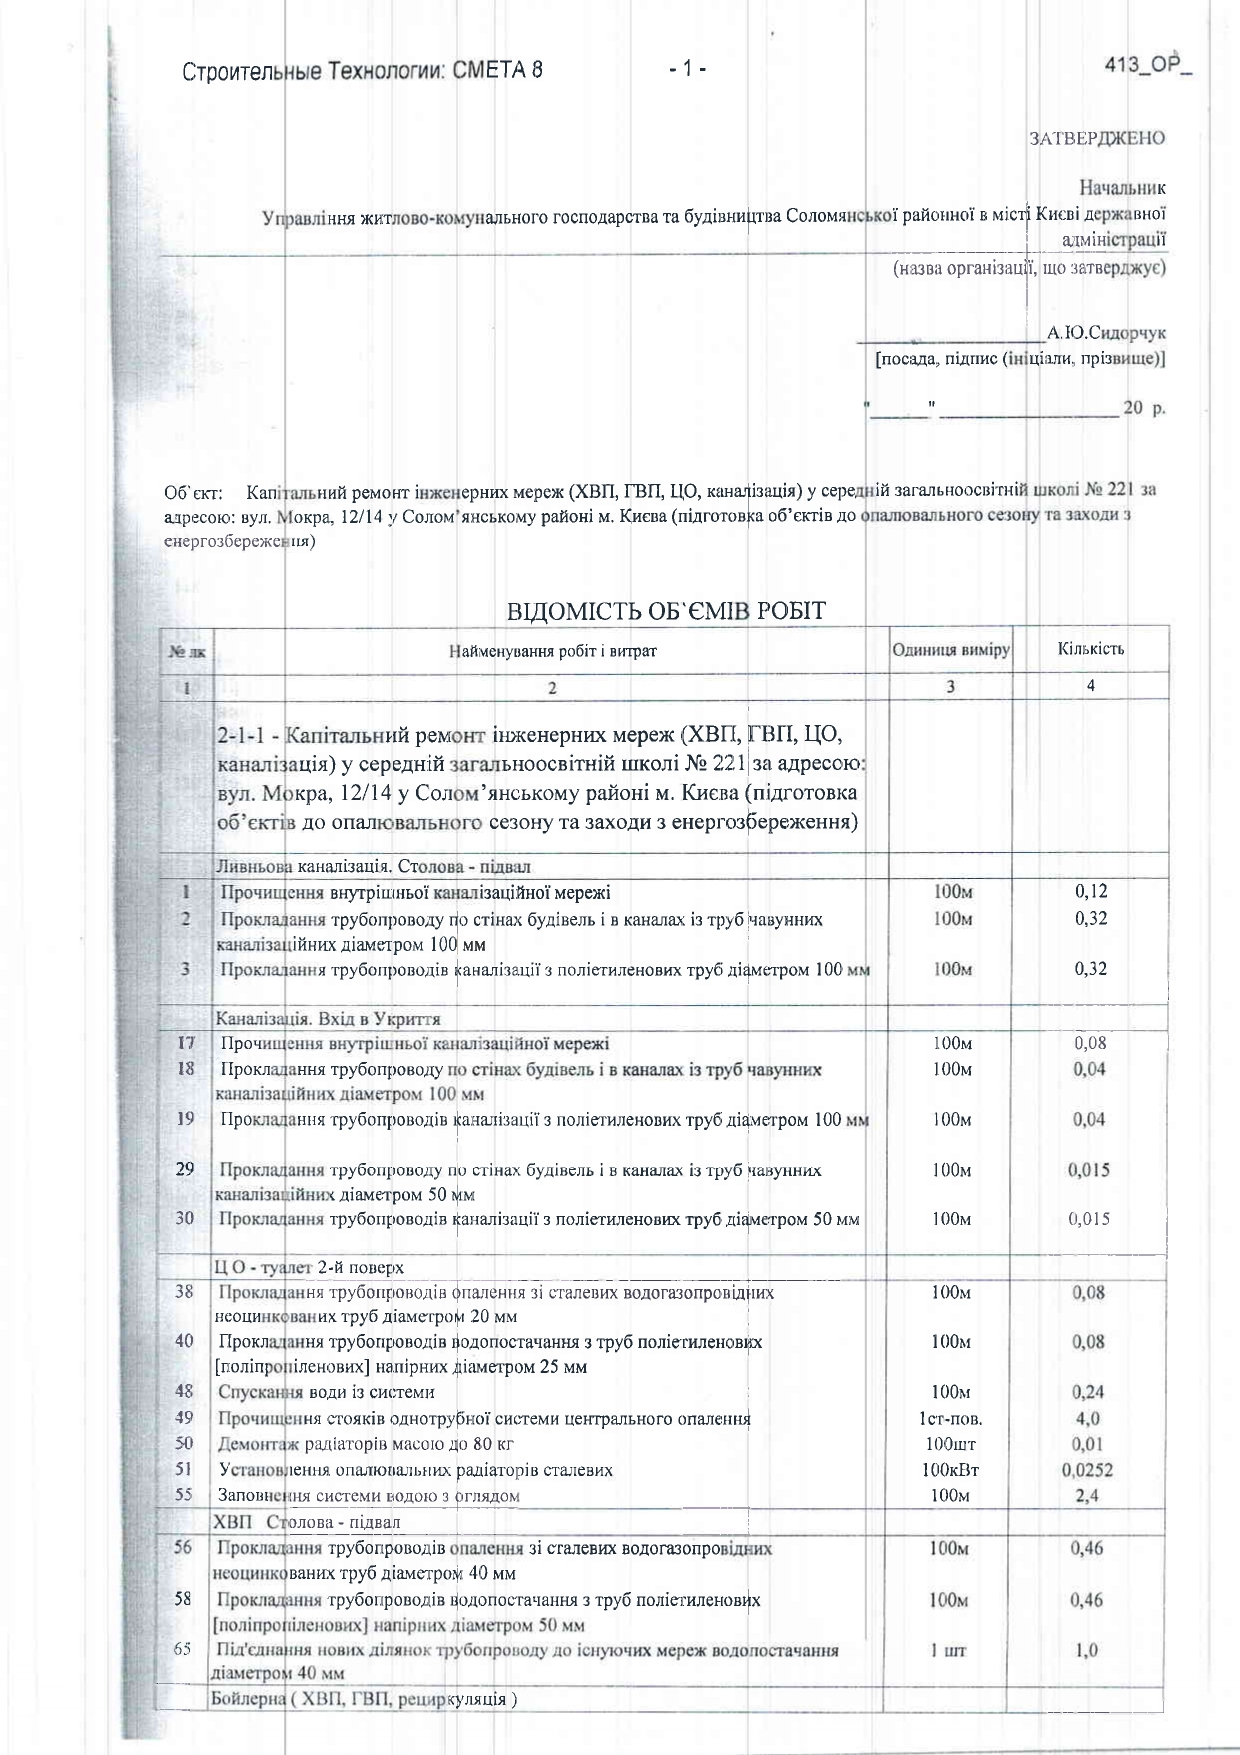 Строительные Технологии: СМЕТА 8
- 1 -
413_ОР_
ЗАТВЕРДЖЕНО
Начальник
Управління житлово-комунального господарства та будівництва Соломянської районної в місті Києві державної
адміністрації
(назва організації, що затверджує)
А.Ю.Сидорчук
[посада, підпис (ініціали, прізвище)]
"______" ____________________ 20 р.
Об`єкт: Капітальний ремонт інженерних мереж (ХВП, ГВП, ЦО, каналізація) у середній загальноосвітній школі № 221 за
адресою: вул. Мокра, 12/14 у Солом’янському районі м. Києва (підготовка об’єктів до опалювального сезону та заходи з
енергозбереження)
ВІДОМІСТЬ ОБ`ЄМІВ РОБІТ
№ лк Найменування робіт і витрат Одиниця виміру Кількість
1 2 3 4
2-1-1 - Капітальний ремонт інженерних мереж (ХВП, ГВП, ЦО,
каналізація) у середній загальноосвітній школі № 221 за адресою:
вул. Мокра, 12/14 у Солом’янському районі м. Києва (підготовка
об’єктів до опалювального сезону та заходи з енергозбереження)
Ливньова каналізація. Столова - підвал
1 Прочищення внутрішньої каналізаційної мережі 100м 0,12
2 Прокладання трубопроводу по стінах будівель і в каналах із труб чавунних 100м 0,32
каналізаційних діаметром 100 мм
3 Прокладання трубопроводів каналізації з поліетиленових труб діаметром 100 мм 100м 0,32
Каналізація. Вхід в Укриття
17 Прочищення внутрішньої каналізаційної мережі 100м 0,08
18 Прокладання трубопроводу по стінах будівель і в каналах із труб чавунних 100м 0,04
каналізаційних діаметром 100 мм
19 Прокладання трубопроводів каналізації з поліетиленових труб діаметром 100 мм 100м 0,04
29 Прокладання трубопроводу по стінах будівель і в каналах із труб чавунних 100м 0,015
каналізаційних діаметром 50 мм
30 Прокладання трубопроводів каналізації з поліетиленових труб діаметром 50 мм 100м 0,015
Ц О - туалет 2-й поверх
38 Прокладання трубопроводів опалення зі сталевих водогазопровідних 100м 0,08
неоцинкованих труб діаметром 20 мм
40 Прокладання трубопроводів водопостачання з труб поліетиленових 100м 0,08
[поліпропіленових] напірних діаметром 25 мм
48 Спускання води із системи 100м 0,24
49 Прочищення стояків однотрубної системи центрального опалення 1ст-пов. 4,0
50 Демонтаж радіаторів масою до 80 кг 100шт 0,01
51 Установлення опалювальних радіаторів сталевих 100кВт 0,0252
55 Заповнення системи водою з оглядом 100м 2,4
ХВП Столова - підвал
56 Прокладання трубопроводів опалення зі сталевих водогазопровідних 100м 0,46
неоцинкованих труб діаметром 40 мм
58 Прокладання трубопроводів водопостачання з труб поліетиленових 100м 0,46
[поліпропіленових] напірних діаметром 50 мм
65 Під'єднання нових ділянок трубопроводу до існуючих мереж водопостачання 1 шт 1,0
діаметром 40 мм
Бойлерна ( ХВП, ГВП, рециркуляція )